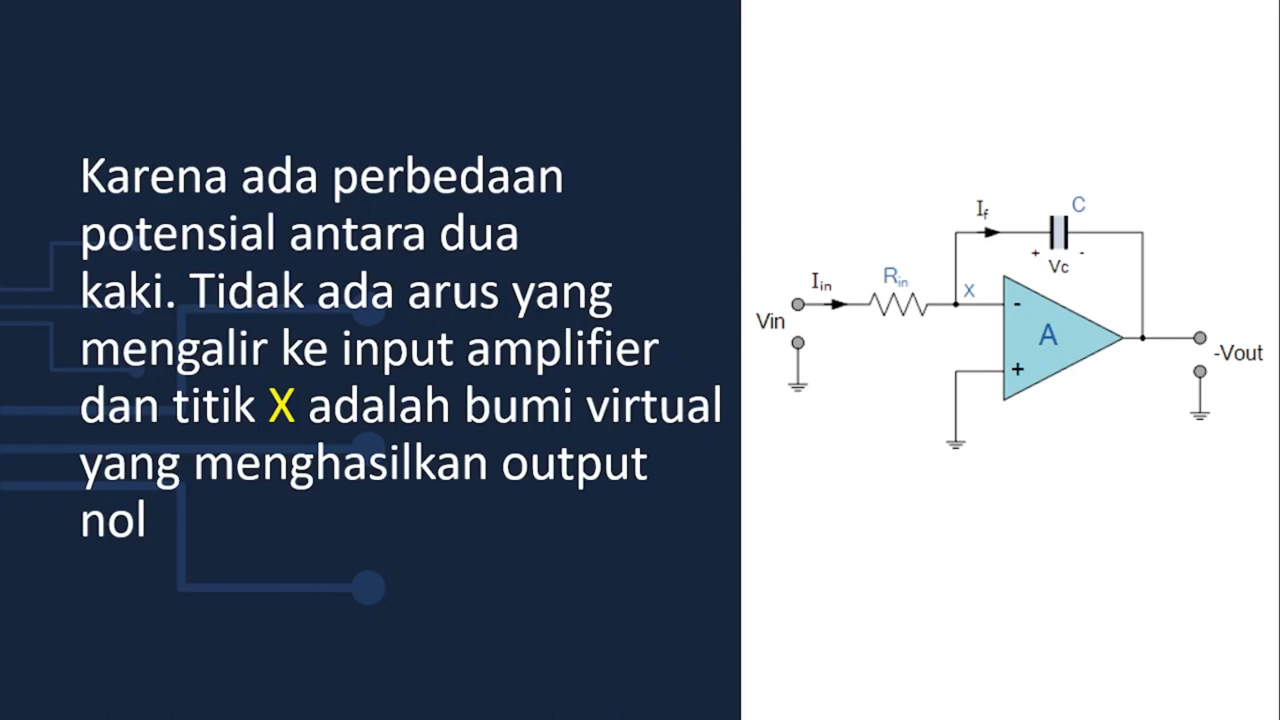 Karena ada perbedaan
potensial antara dua
kaki. Tidak ada arus yang
mengalir ke input amplifier
dan titik X adalah bumi virtual
yang menghasilkan output
nol
If
C
+ Vc -
Iin
Rin
X
Vin
-
A
+
-Vout